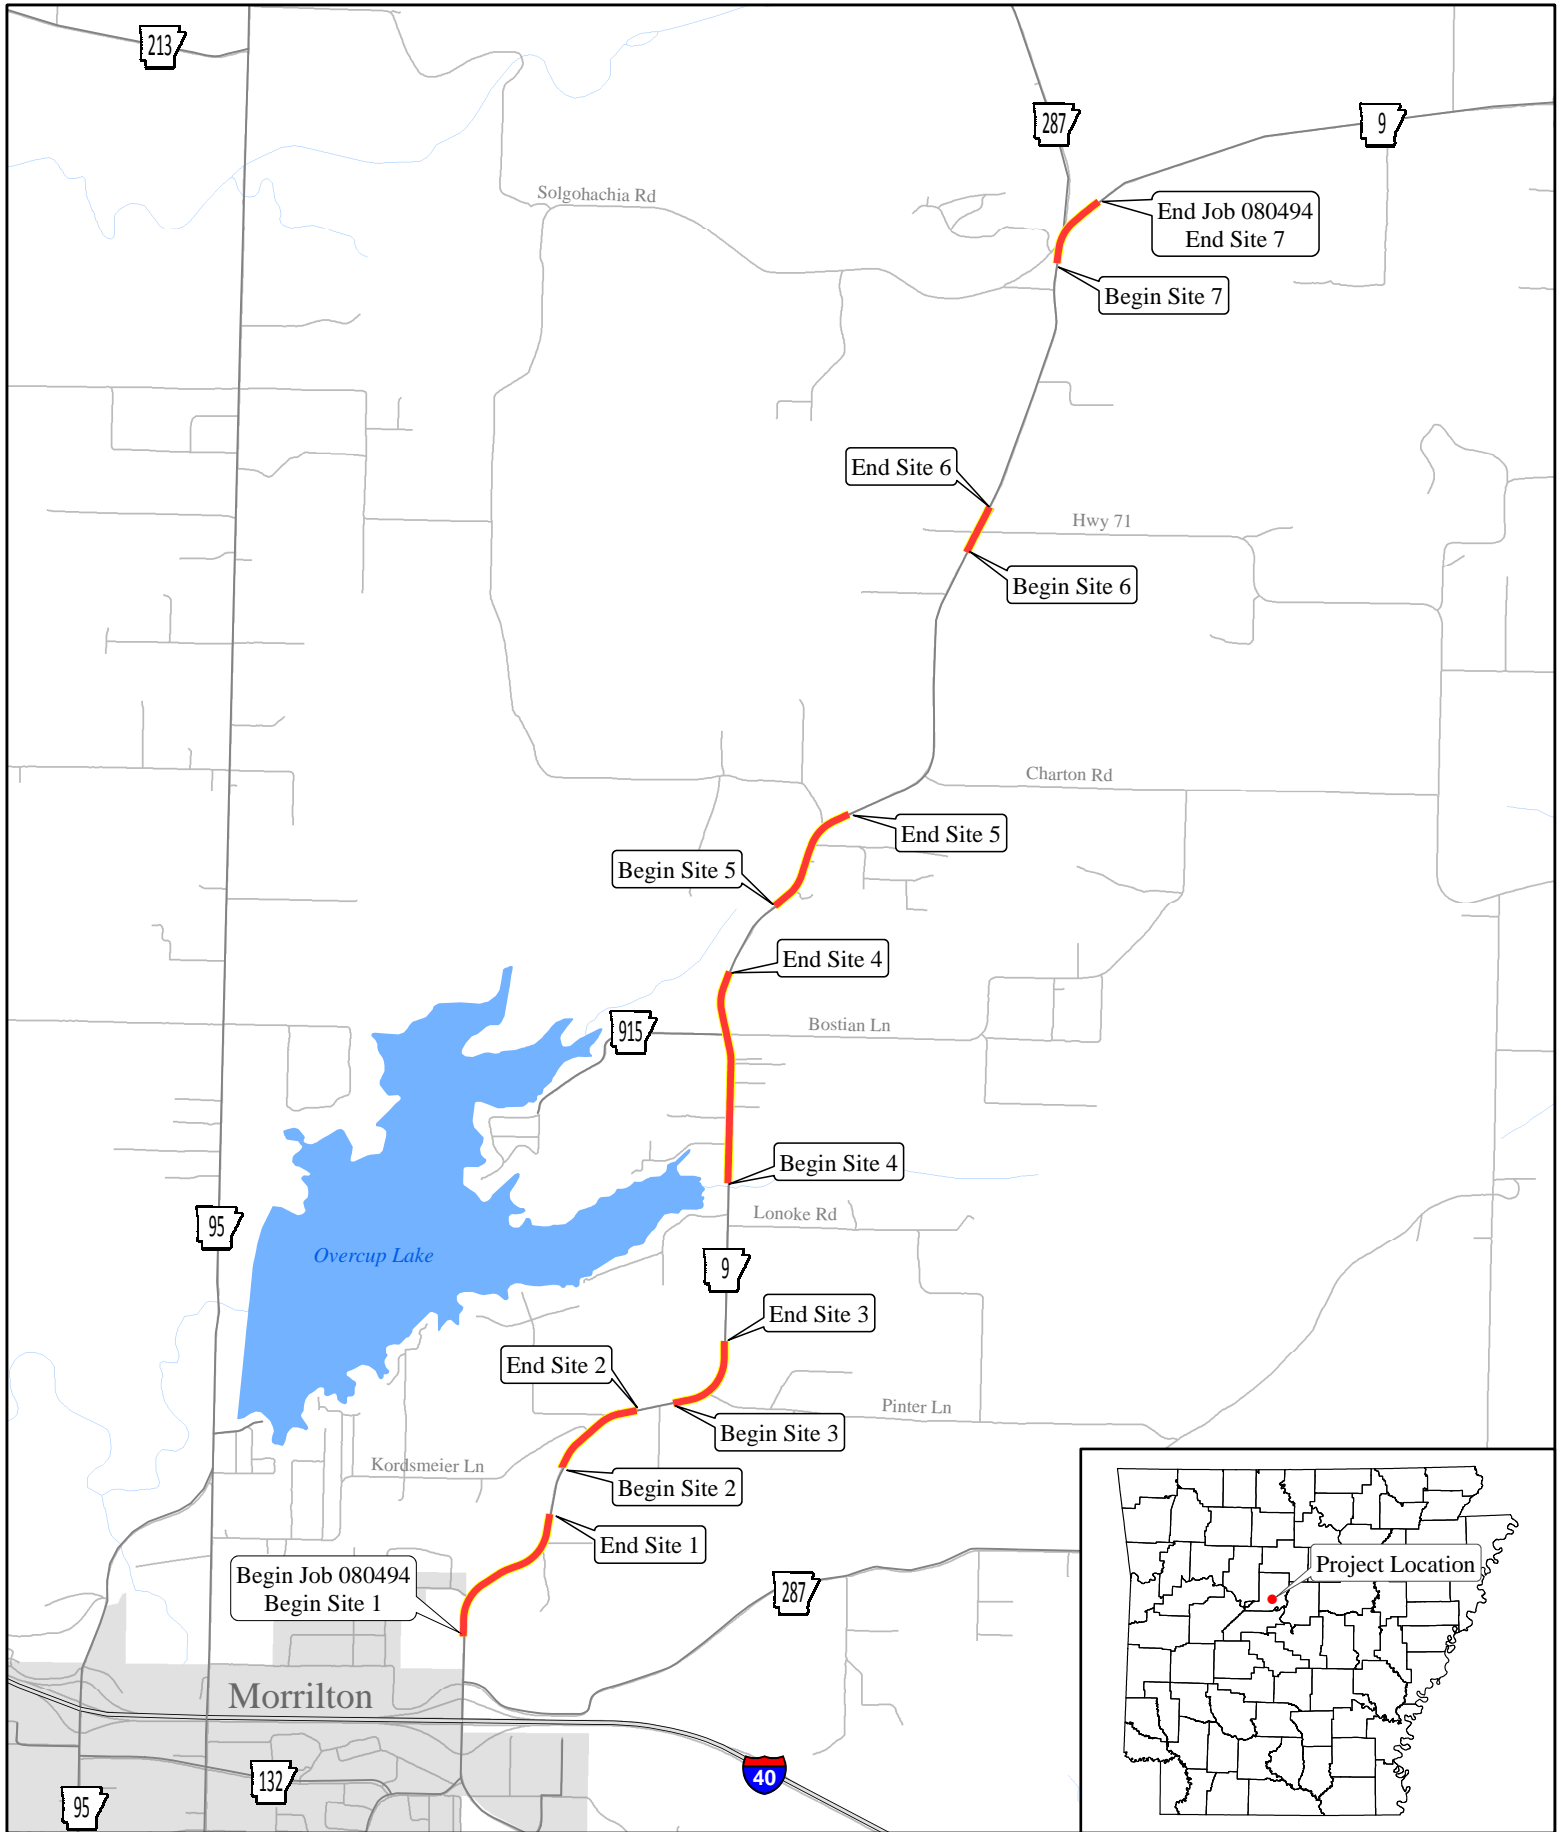 213
287
9
Solgohachia Rd
End Job 080494
End Site 7
Begin Site 7
End Site 6
Hwy 71
Begin Site 6
Charton Rd
End Site 5
Begin Site 5
End Site 4
915
Bostian Ln
Begin Site 4
95
Lonoke Rd
Overcup Lake
9
End Site 3
End Site 2
Pinter Ln
Begin Site 3
Kordsmeier Ln
Begin Site 2
End Site 1
Project Location
Begin Job 080494
Begin Site 1
287
Morrilton
132
40
95